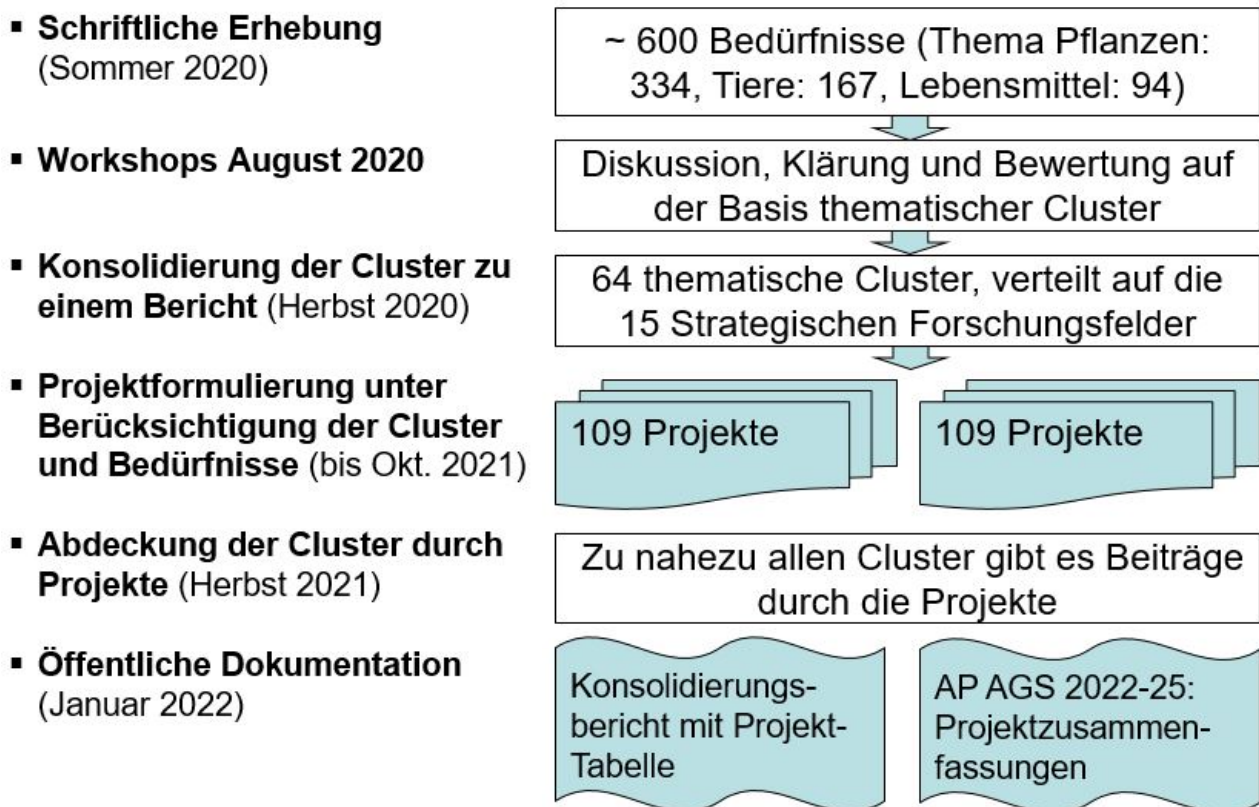 ▪ Schriftliche Erhebung
(Sommer 2020)
~ 600 Bedürfnisse (Thema Pflanzen:
334, Tiere: 167, Lebensmittel: 94)
▪ Workshops August 2020
Diskussion, Klärung und Bewertung auf
der Basis thematischer Cluster
▪ Konsolidierung der Cluster zu
einem Bericht (Herbst 2020)
64 thematische Cluster, verteilt auf die
15 Strategischen Forschungsfelder
▪ Projektformulierung unter
Berücksichtigung der Cluster
und Bedürfnisse (bis Okt. 2021)
109 Projekte
109 Projekte
▪ Abdeckung der Cluster durch
Projekte (Herbst 2021)
Zu nahezu allen Cluster gibt es Beiträge
durch die Projekte
▪ Öffentliche Dokumentation
(Januar 2022)
Konsolidierungs-
bericht mit Projekt-
Tabelle
AP AGS 2022-25:
Projektzusammen-
fassungen